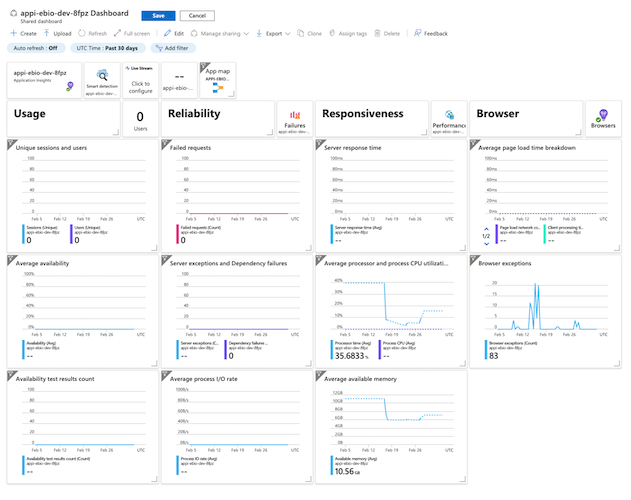 appi-ebio-dev-8fpz Dashboard
Shared dashboard
Save
Cancel
Create
Upload
Refresh
Full screen
Edit
Manage sharing
Export
Clone
Assign tags
Delete
Feedback
Auto refresh : Off
UTC Time : Past 30 days
Add filter
appi-ebio-dev-8fpz
Application Insights
Smart detection
appi-ebio-dev-...
Live Stream
Click to
configure
--
appi-ebio-...
App map
APPI-EBIO...
Usage
0
Users
Reliability
Failures
appi-ebio-dev-...
Responsiveness
Performance
appi-ebio-dev-...
Browser
Browsers
Unique sessions and users
100
80
60
40
20
0
Feb 5
Feb 12
Feb 19
Feb 26
UTC
Sessions (Unique)
appi-ebio-dev-8fpz
0
Users (Unique)
appi-ebio-dev-8fpz
0
Failed requests
100
80
60
40
20
0
Feb 5
Feb 12
Feb 19
Feb 26
UTC
Failed requests (Count)
appi-ebio-dev-8fpz
0
Server response time
100ms
80ms
60ms
40ms
20ms
0ms
Feb 5
Feb 12
Feb 19
Feb 26
UTC
Server response time (Avg)
appi-ebio-dev-8fpz
--
Average page load time breakdown
100ms
80ms
60ms
40ms
20ms
0ms
Feb 5
Feb 12
Feb 19
Feb 26
UTC
1/2
Page load network co...
appi-ebio-dev-8fpz
--
Client processing ti...
appi-ebio-dev-8fpz
--
Average availability
100%
80%
60%
40%
20%
0%
Feb 5
Feb 12
Feb 19
Feb 26
UTC
Availability (Avg)
appi-ebio-dev-8fpz
--
Server exceptions and Dependency failures
100
80
60
40
20
0
Feb 5
Feb 12
Feb 19
Feb 26
UTC
Server exceptions (C...
appi-ebio-dev-8fpz
--
Dependency failures ...
appi-ebio-dev-8fpz
0
Average processor and process CPU utilizati...
40%
30%
20%
10%
0%
Feb 5
Feb 12
Feb 19
Feb 26
UTC
Processor time (Avg)
appi-ebio-dev-8fpz
35.6833 %
Process CPU (Avg)
appi-ebio-dev-8fpz
--
Browser exceptions
20
15
10
5
0
Feb 5
Feb 12
Feb 19
Feb 26
UTC
Browser exceptions (Count)
appi-ebio-dev-8fpz
83
Availability test results count
100
80
60
40
20
0
Feb 5
Feb 12
Feb 19
Feb 26
UTC
Availability test results count (Count)
appi-ebio-dev-8fpz
--
Average process I/O rate
100B/s
80B/s
60B/s
40B/s
20B/s
0B/s
Feb 5
Feb 12
Feb 19
Feb 26
UTC
Process IO rate (Avg)
appi-ebio-dev-8fpz
--
Average available memory
12GB
10GB
8GB
6GB
4GB
2GB
0B
Feb 5
Feb 12
Feb 19
Feb 26
UTC
Available memory (Avg)
appi-ebio-dev-8fpz
10.56 GB